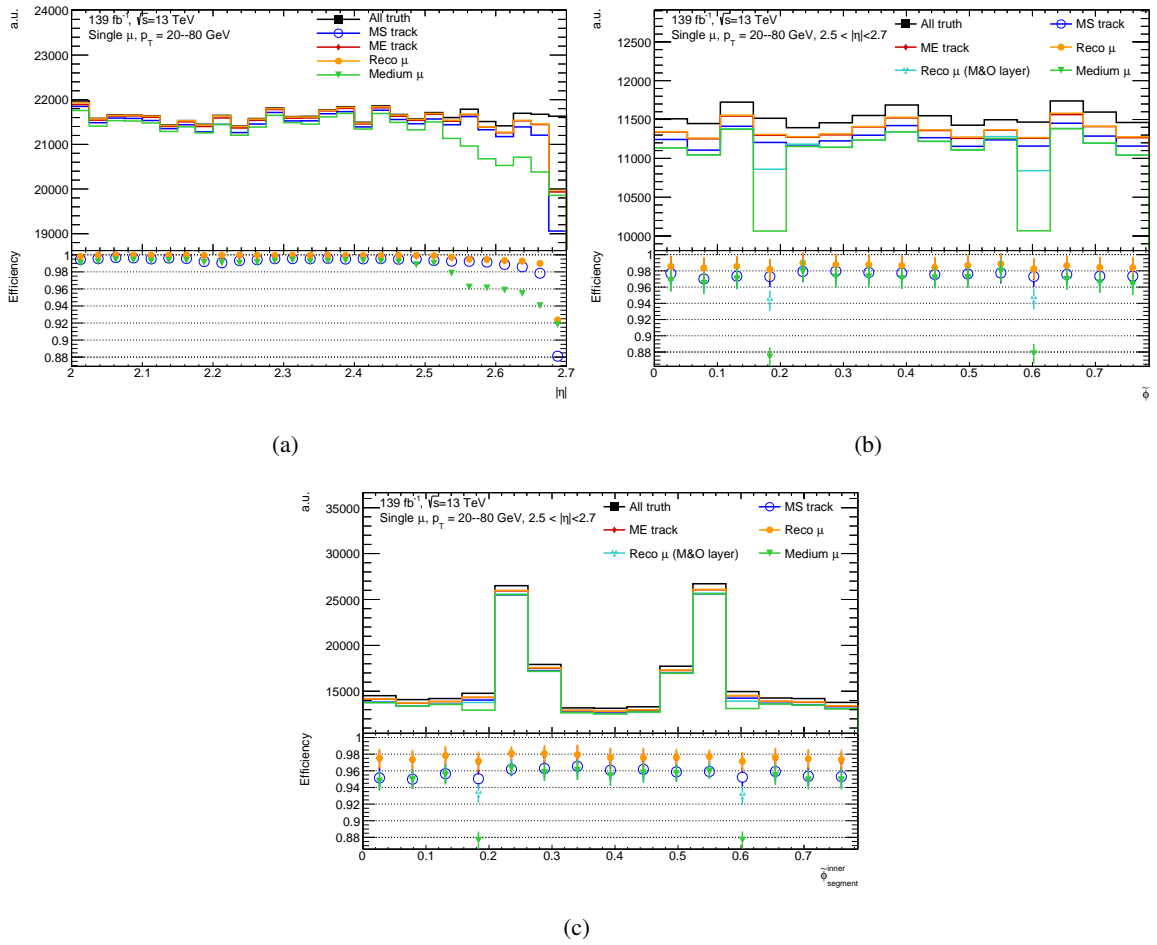 a.u.
139 fb⁻¹, √s=13 TeV
Single μ, p_T = 20--80 GeV
All truth
MS track
ME track
Reco μ
Medium μ
24000
23000
22000
21000
20000
19000
Efficiency
1
0.98
0.96
0.94
0.92
0.9
0.88
2 2.1 2.2 2.3 2.4 2.5 2.6 2.7
|η|
(a)
a.u.
139 fb⁻¹, √s=13 TeV
Single μ, p_T = 20--80 GeV, 2.5 < |η|<2.7
All truth MS track
ME track Reco μ
Reco μ (M&O layer) Medium μ
12500
12000
11500
11000
10500
10000
Efficiency
1
0.98
0.96
0.94
0.92
0.9
0.88
0 0.1 0.2 0.3 0.4 0.5 0.6 0.7
φ̃
(b)
a.u.
139 fb⁻¹, √s=13 TeV
Single μ, p_T = 20--80 GeV, 2.5 < |η|<2.7
All truth MS track
ME track Reco μ
Reco μ (M&O layer) Medium μ
35000
30000
25000
20000
15000
Efficiency
1
0.98
0.96
0.94
0.92
0.9
0.88
0 0.1 0.2 0.3 0.4 0.5 0.6 0.7
φ̃^inner_segment
(c)